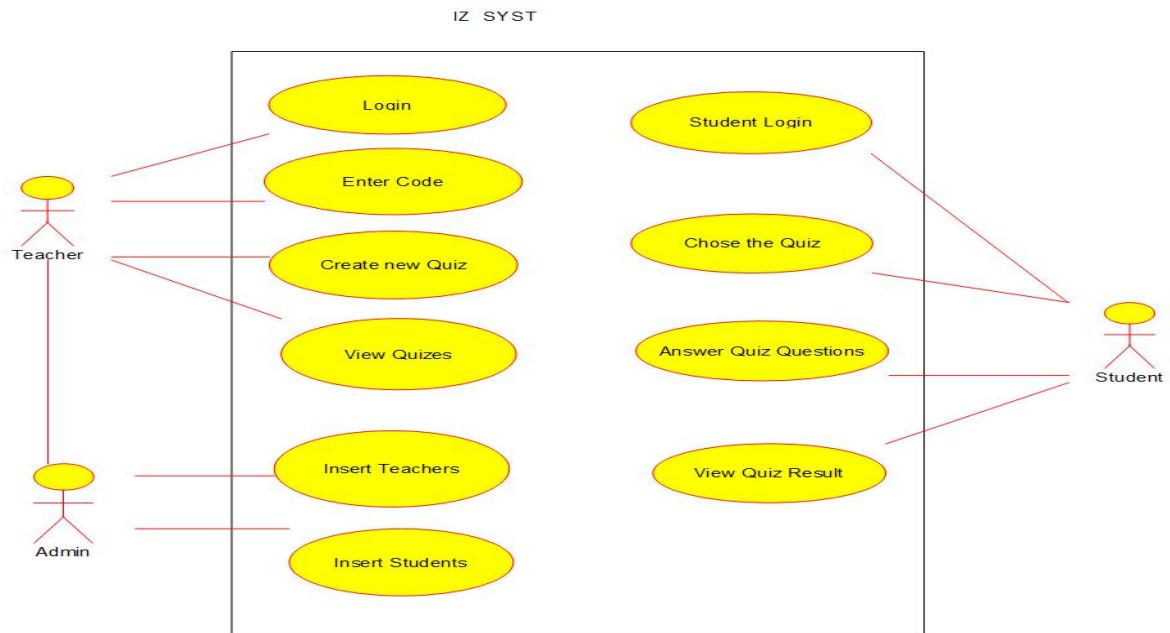 IZ SYST
Login
Student Login
Enter Code
Teacher
Chose the Quiz
Create new Quiz
View Quizes
Answer Quiz Questions
Student
Insert Teachers
View Quiz Result
Admin
Insert Students